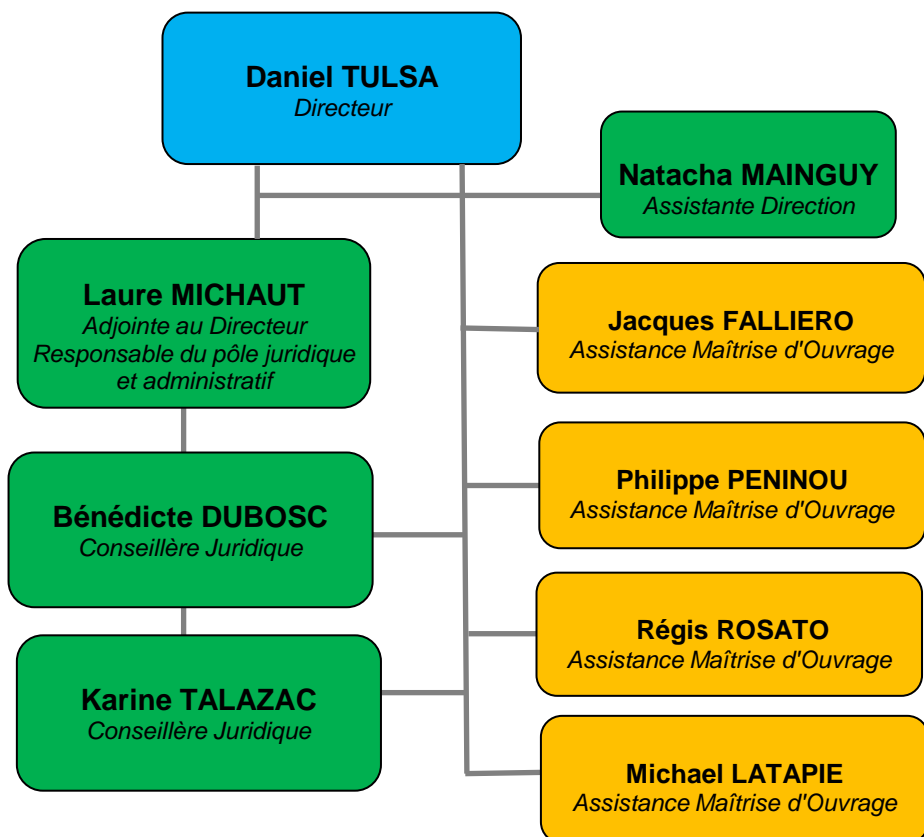 Daniel TULSA
Directeur
Natacha MAINGUY
Assistante Direction
Laure MICHAUT
Adjointe au Directeur
Responsable du pôle juridique
et administratif
Jacques FALLIERO
Assistance Maîtrise d'Ouvrage
Philippe PENINOU
Assistance Maîtrise d'Ouvrage
Bénédicte DUBOSC
Conseillère Juridique
Régis ROSATO
Assistance Maîtrise d'Ouvrage
Karine TALAZAC
Conseillère Juridique
Michael LATAPIE
Assistance Maîtrise d'Ouvrage